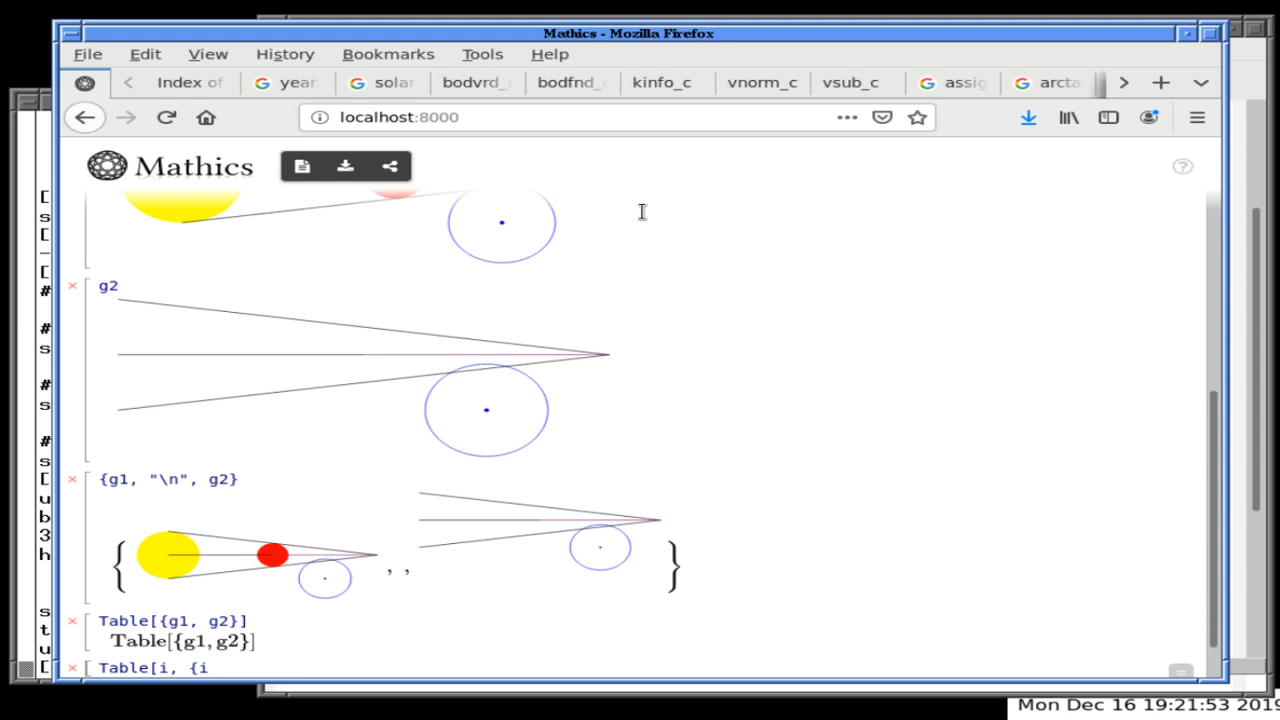 Mathics - Mozilla Firefox
File Edit View History Bookmarks Tools Help
Index of year solar bodvrd_ bodfnd_ kinfo_c vnorm_c vsub_c assig arcta
localhost:8000
Mathics
?
g2
{g1, "\n", g2}
{ , , }
Table[{g1, g2}]
Table[{g1, g2}]
Table[i, {i
=
[
s
[
[
#
#
s
#
s
#
s
[
u
b
3
h
s
t
u
[
Mon Dec 16 19:21:53 2019